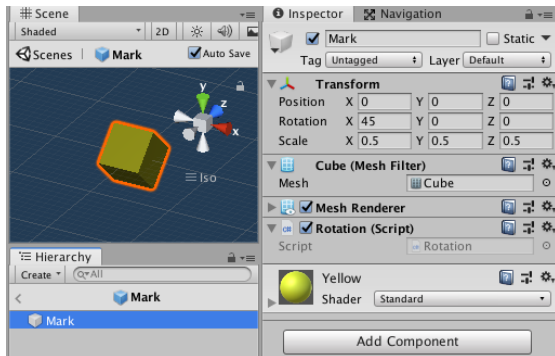 Scene
Shaded
2D
Scenes
Mark
Auto Save
y
z
x
Iso
Hierarchy
Create
All
Mark
Mark
Inspector
Navigation
Mark
Static
Tag Untagged Layer Default
Transform
Position X 0 Y 0 Z 0
Rotation X 45 Y 0 Z 0
Scale X 0.5 Y 0.5 Z 0.5
Cube (Mesh Filter)
Mesh Cube
Mesh Renderer
Rotation (Script)
Script Rotation
Yellow
Shader Standard
Add Component